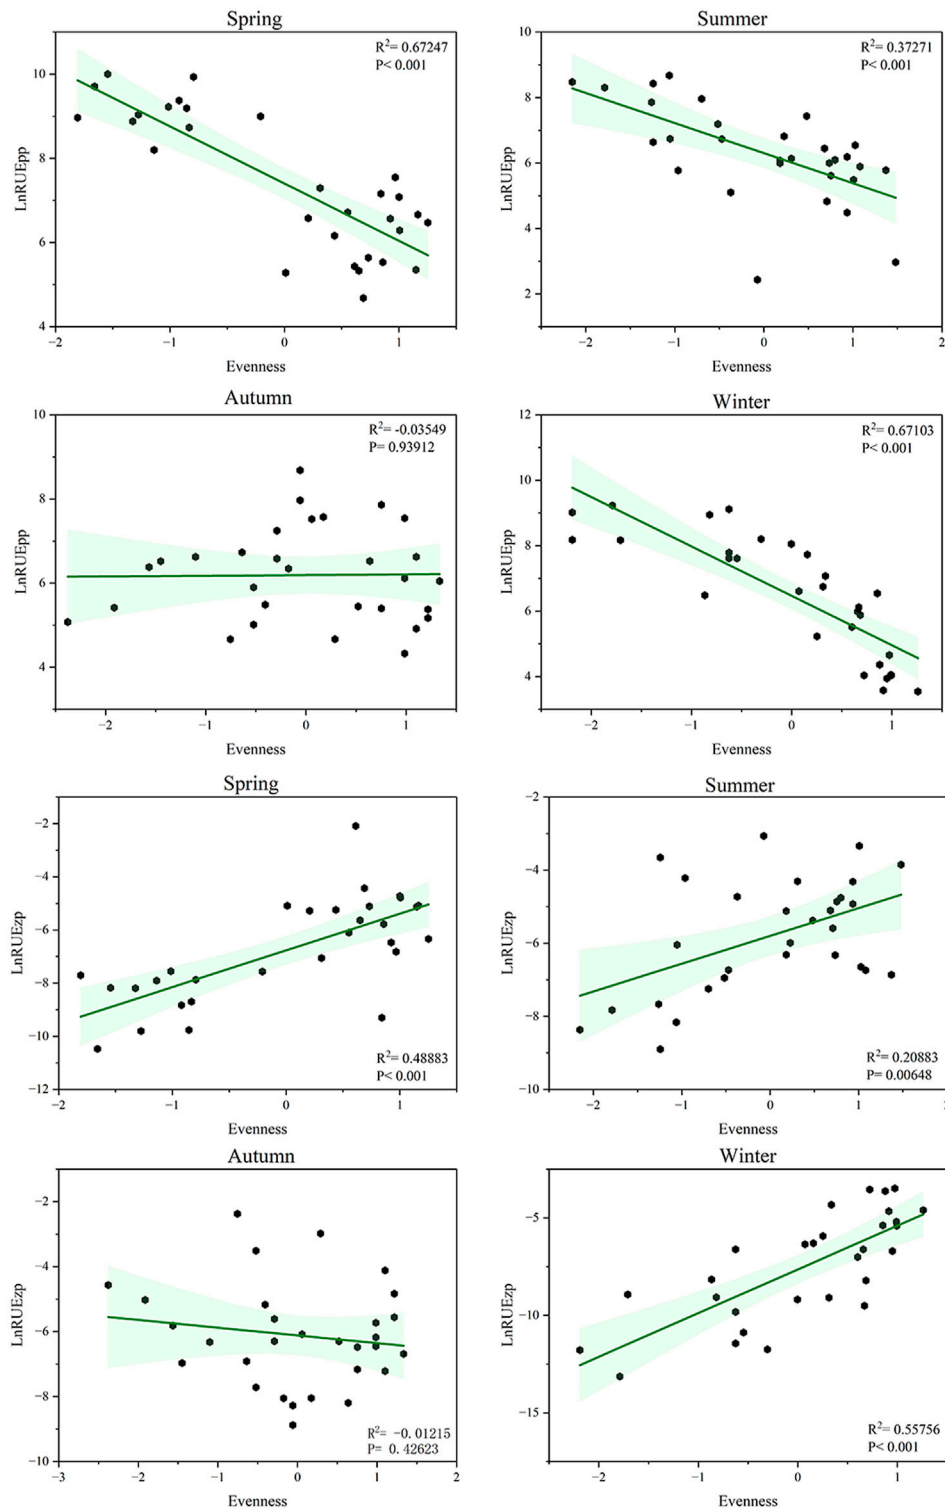 Spring
R²= 0.67247
P< 0.001
10
8
6
4
LnRUEpp
−2
−1
0
1
Evenness
Summer
R²= 0.37271
P< 0.001
10
8
6
4
2
LnRUEpp
−2
−1
0
1
2
Evenness
Autumn
R²= -0.03549
P= 0.93912
10
8
6
4
LnRUEpp
−2
−1
0
1
Evenness
Winter
R²= 0.67103
P< 0.001
12
10
8
6
4
LnRUEpp
−2
−1
0
1
Evenness
Spring
−2
−4
−6
−8
−10
−12
LnRUEzp
R²= 0.48883
P< 0.001
−2
−1
0
1
Evenness
Summer
−2
−4
−6
−8
−10
LnRUEzp
R²= 0.20883
P= 0.00648
−2
−1
0
1
Evenness
Autumn
−2
−4
−6
−8
−10
LnRUEzp
R²= -0.01215
P= 0.42623
−3
−2
−1
0
1
2
Evenness
Winter
−5
−10
−15
LnRUEzp
R²= 0.55756
P< 0.001
−2
−1
0
1
Evenness